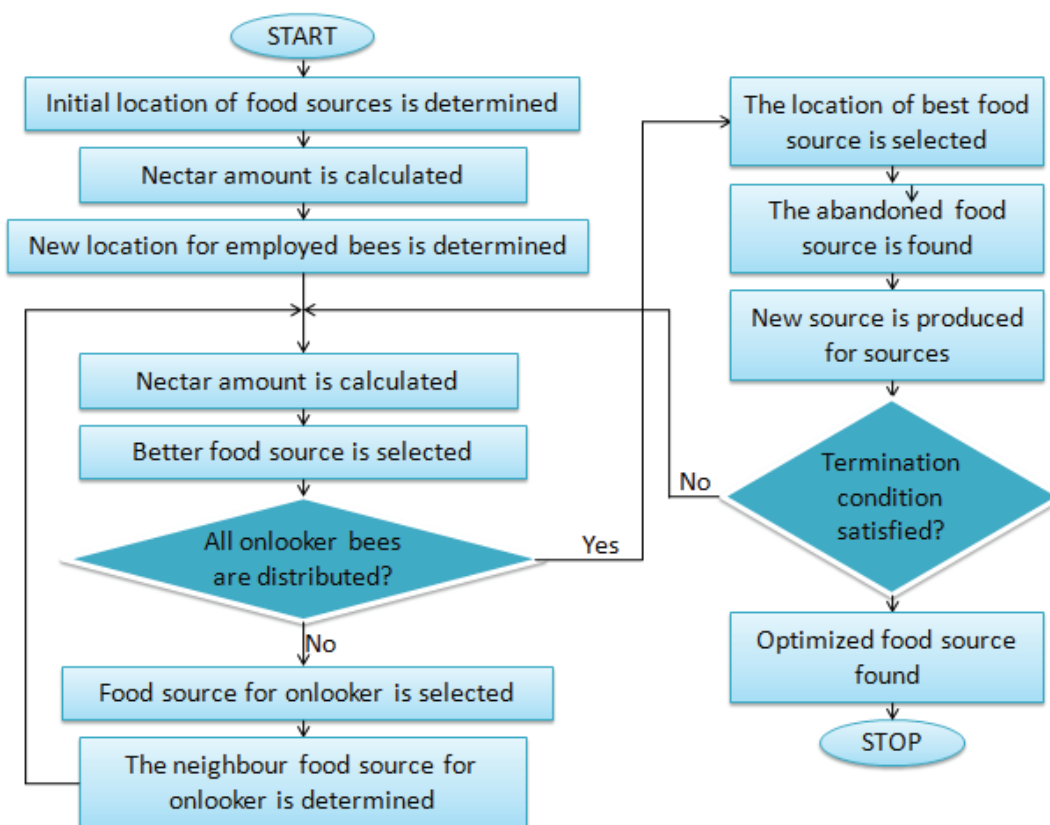 START
Initial location of food sources is determined
Nectar amount is calculated
New location for employed bees is determined
Nectar amount is calculated
Better food source is selected
All onlooker bees
are distributed?
Yes
No
Food source for onlooker is selected
The neighbour food source for
onlooker is determined
The location of best food
source is selected
The abandoned food
source is found
New source is produced
for sources
Termination
condition
satisfied?
No
Optimized food source
found
STOP